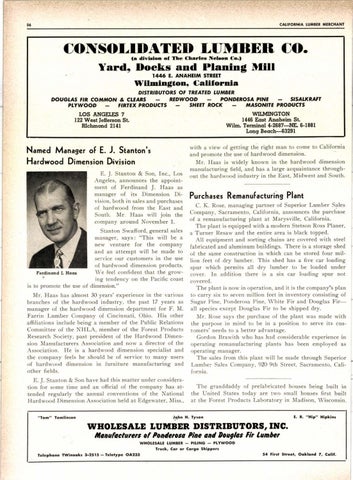 56
CALIFORNIA LUMBER MERCHANT
CONSOLIDATED LUMBER CO.
(a division of The Charles Nelson Co.)
Yard, Docks and Planing Mill
1446 E. ANAHEIM STREET
Wilmington, California
DISTRIBUTORS OF TREATED LUMBER
DOUGLAS FIR COMMON & CLEARS — REDWOOD — PONDEROSA PINE — SISALKRAFT
PLYWOOD — FIRTEX PRODUCTS — SHEET ROCK — MASONITE PRODUCTS
LOS ANGELES 7
122 West Jefferson St.
RIchmond 2141
WILMINGTON
1446 East Anaheim St.
Wilm. Terminal 4-2687—NE. 6-1881
Long Beach—63291
Named Manager of E. J. Stanton's
Hardwood Dimension Division
E. J. Stanton & Son, Inc., Los
Angeles, announces the appoint-
ment of Ferdinand J. Haas as
manager of its Dimension Di-
vision, both in sales and purchases
of hardwood from the East and
South. Mr. Haas will join the
company around November 1.
Stanton Swafford, general sales
manager, says: "This will be a
new venture for the company
and an attempt will be made to
service our customers in the use
of hardwood dimension products.
We feel confident that the grow-
ing tendency on the Pacific coast
Ferdinand J. Haas
is to promote the use of dimension."
Mr. Haas has almost 30 years' experience in the various
branches of the hardwood industry, the past 12 years as
manager of the hardwood dimension department for F. M.
Farrin Lumber Company of Cincinnati, Ohio. His other
affiliations include being a member of the Public Relations
Committee of the NHLA, member of the Forest Products
Research Society, past president of the Hardwood Dimen-
sion Manufacturers Association and now a director of the
Association. He is a hardwood dimension specialist and
the company feels he should be of service to many users
of hardwood dimension in furniture manufacturing and
other fields.
E. J. Stanton & Son have had this matter under considera-
tion for some time and an official of the company has at-
tended regularly the annual conventions of the National
Hardwood Dimension Association held at Edgewater, Miss.,
with a view of getting the right man to come to California
and promote the use of hardwood dimension.
Mr. Haas is widely known in the hardwood dimension
manufacturing field, and has a large acquaintance through-
out the hardwood industry in the East, Midwest and South.
Purchases Remanufacturing Plant
C. K. Rose, managing partner of Superior Lumber Sales
Company, Sacramento, California, announces the purchase
of a remanufacturing plant at Marysville, California.
The plant is equipped with a modern Stetson Ross Planer,
a Turner Resaw and the entire area is black topped.
All equipment and sorting chains are covered with steel
fabricated and aluminum buildings. There is a storage shed
of the same construction in which can be stored four mil-
lion feet of dry lumber. This shed has a five car loading
spur which permits all dry lumber to be loaded under
cover. In addition there is a six car loading spur not
covered.
The plant is now in operation, and it is the company's plan
to carry six to seven million feet in inventory consisting of
Sugar Pine, Ponderosa Pine, White Fir and Douglas Fir—
all species except Douglas Fir to be shipped dry.
Mr. Rose says the purchase of the plant was made with
the purpose in mind to be in a position to serve its cus-
tomers' needs to a better advantage.
Gordon Branvith who has had considerable experience in
operating remanufacturing plants has been employed as
operating manager.
The sales from this plant will be made through Superior
Lumber Sales Company, 920 9th Street, Sacramento, Cali-
fornia.
The granddaddy of prefabricated houses being built in
the United States today are two small houses first built
at the Forest Products Laboratory in Madison, Wisconsin.
"Tom" Tomlinson
John H. Tyson
E. R. "Hip" Hipkins
WHOLESALE LUMBER DISTRIBUTORS, INC.
Manufacturers of Ponderosa Pine and Douglas Fir Lumber
WHOLESALE LUMBER — PILING — PLYWOOD
Truck, Car or Cargo Shippers
Telephone TWinoaks 3-2515 — Teletype OA232
54 First Street, Oakland 7, Calif.